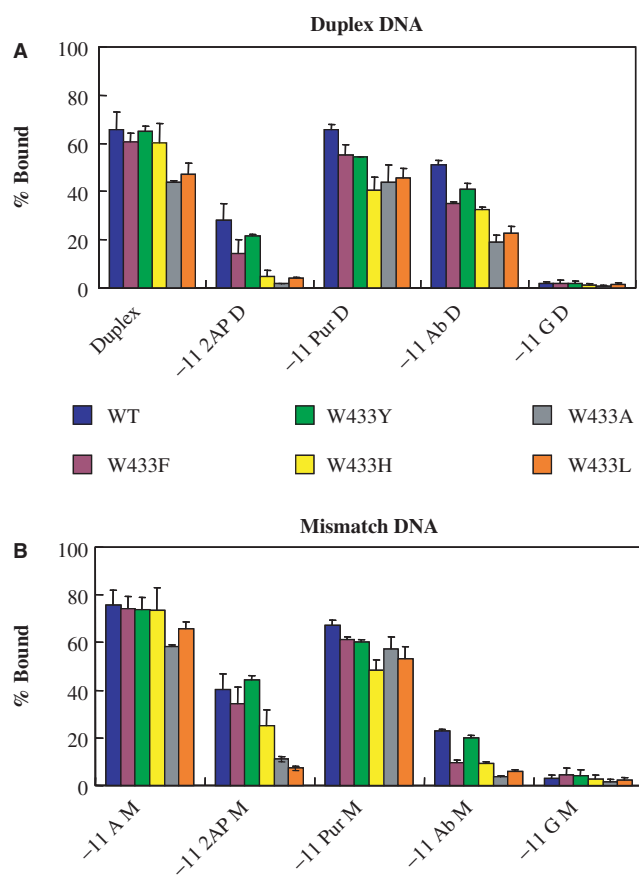 Duplex DNA
A
100
80
60
40
20
0
% Bound
Duplex
–11 2AP D
–11 Pur D
–11 Ab D
–11 G D
WT
W433Y
W433A
W433F
W433H
W433L
Mismatch DNA
B
100
80
60
40
20
0
% Bound
–11 A M
–11 2AP M
–11 Pur M
–11 Ab M
–11 G M